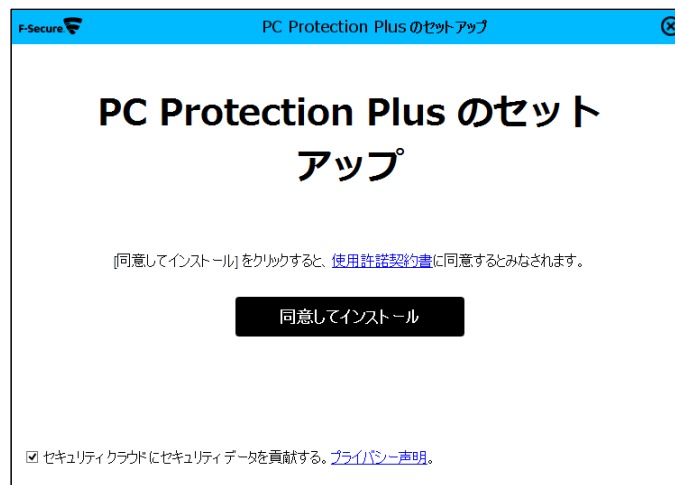 F-Secure
PC Protection Plus のセットアップ
PC Protection Plus のセット
アップ
[同意してインストール] をクリックすると、使用許諾契約書に同意するとみなされます。
同意してインストール
セキュリティクラウドにセキュリティデータを貢献する。プライバシー声明。